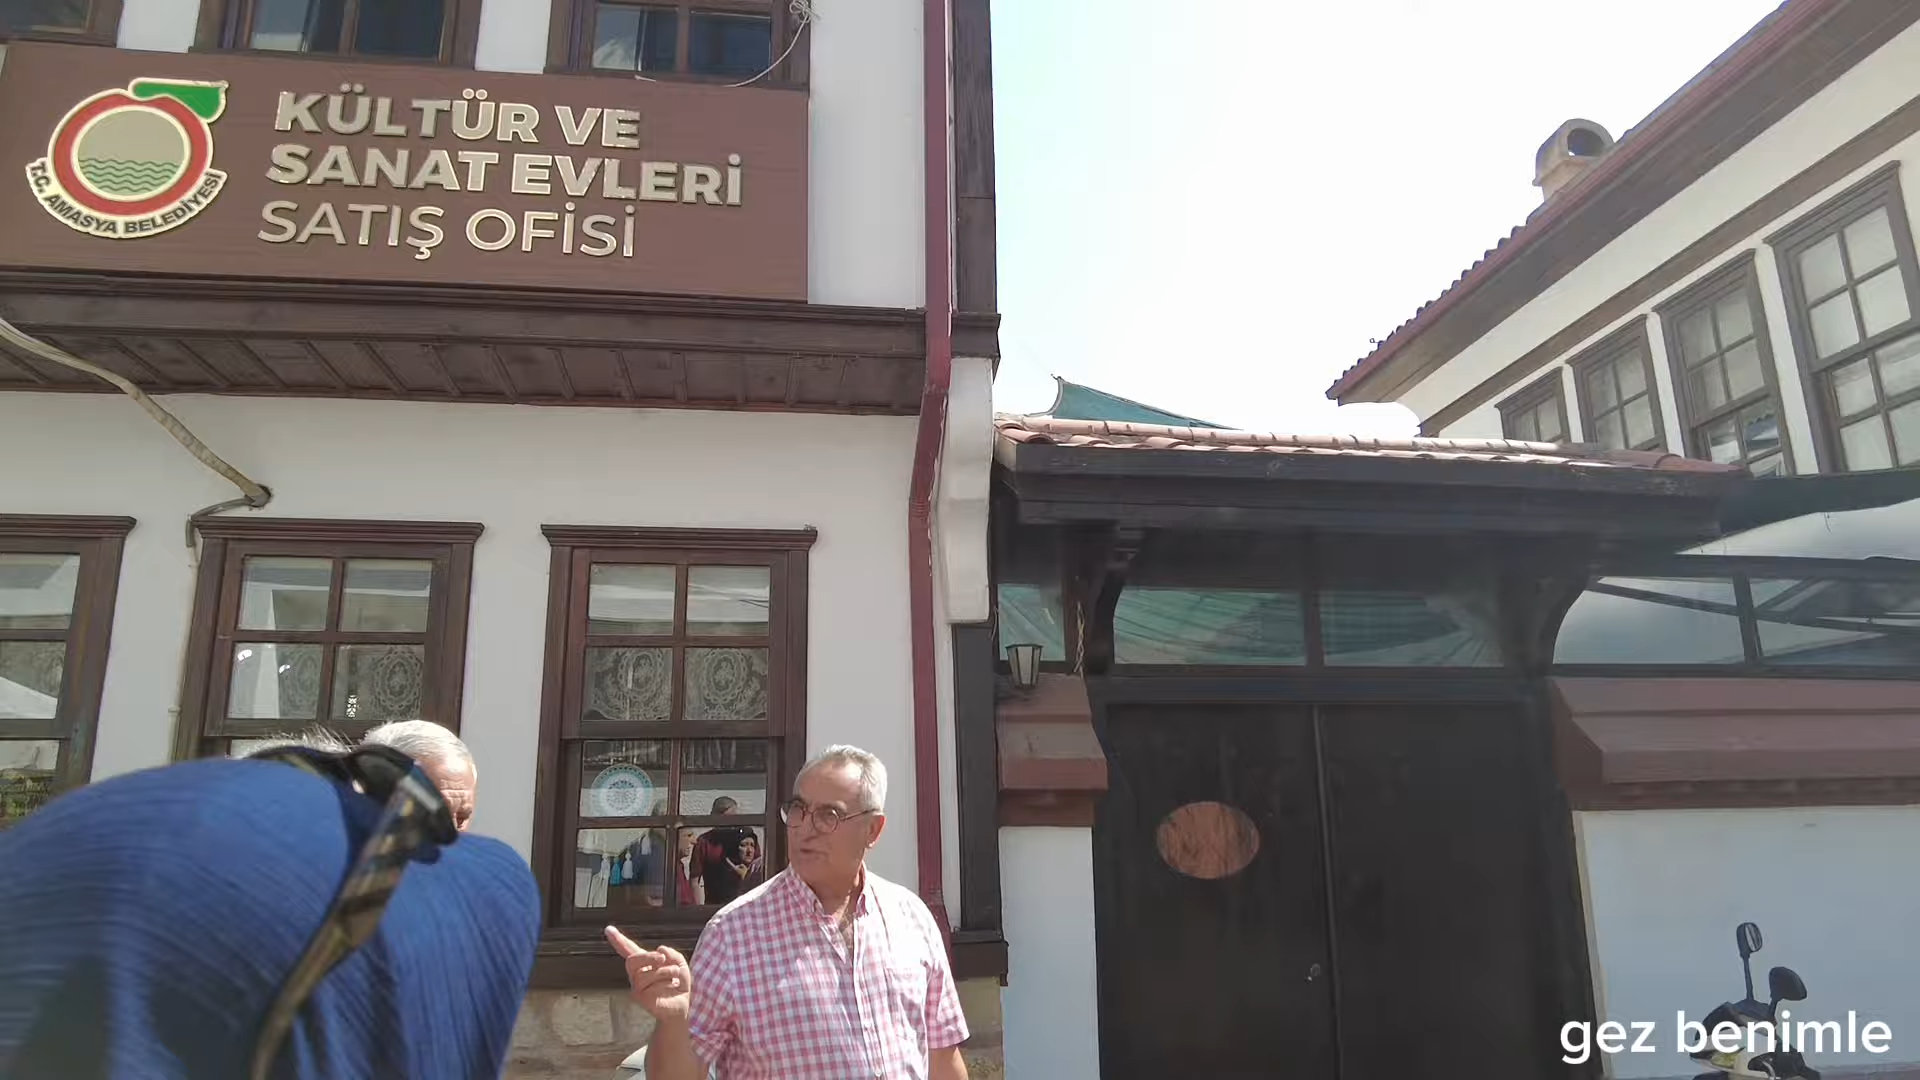 KÜLTÜR VE
SANAT EVLERİ
SATIŞ OFİSİ
T.C. AMASYA BELEDİYESİ
gez benimle